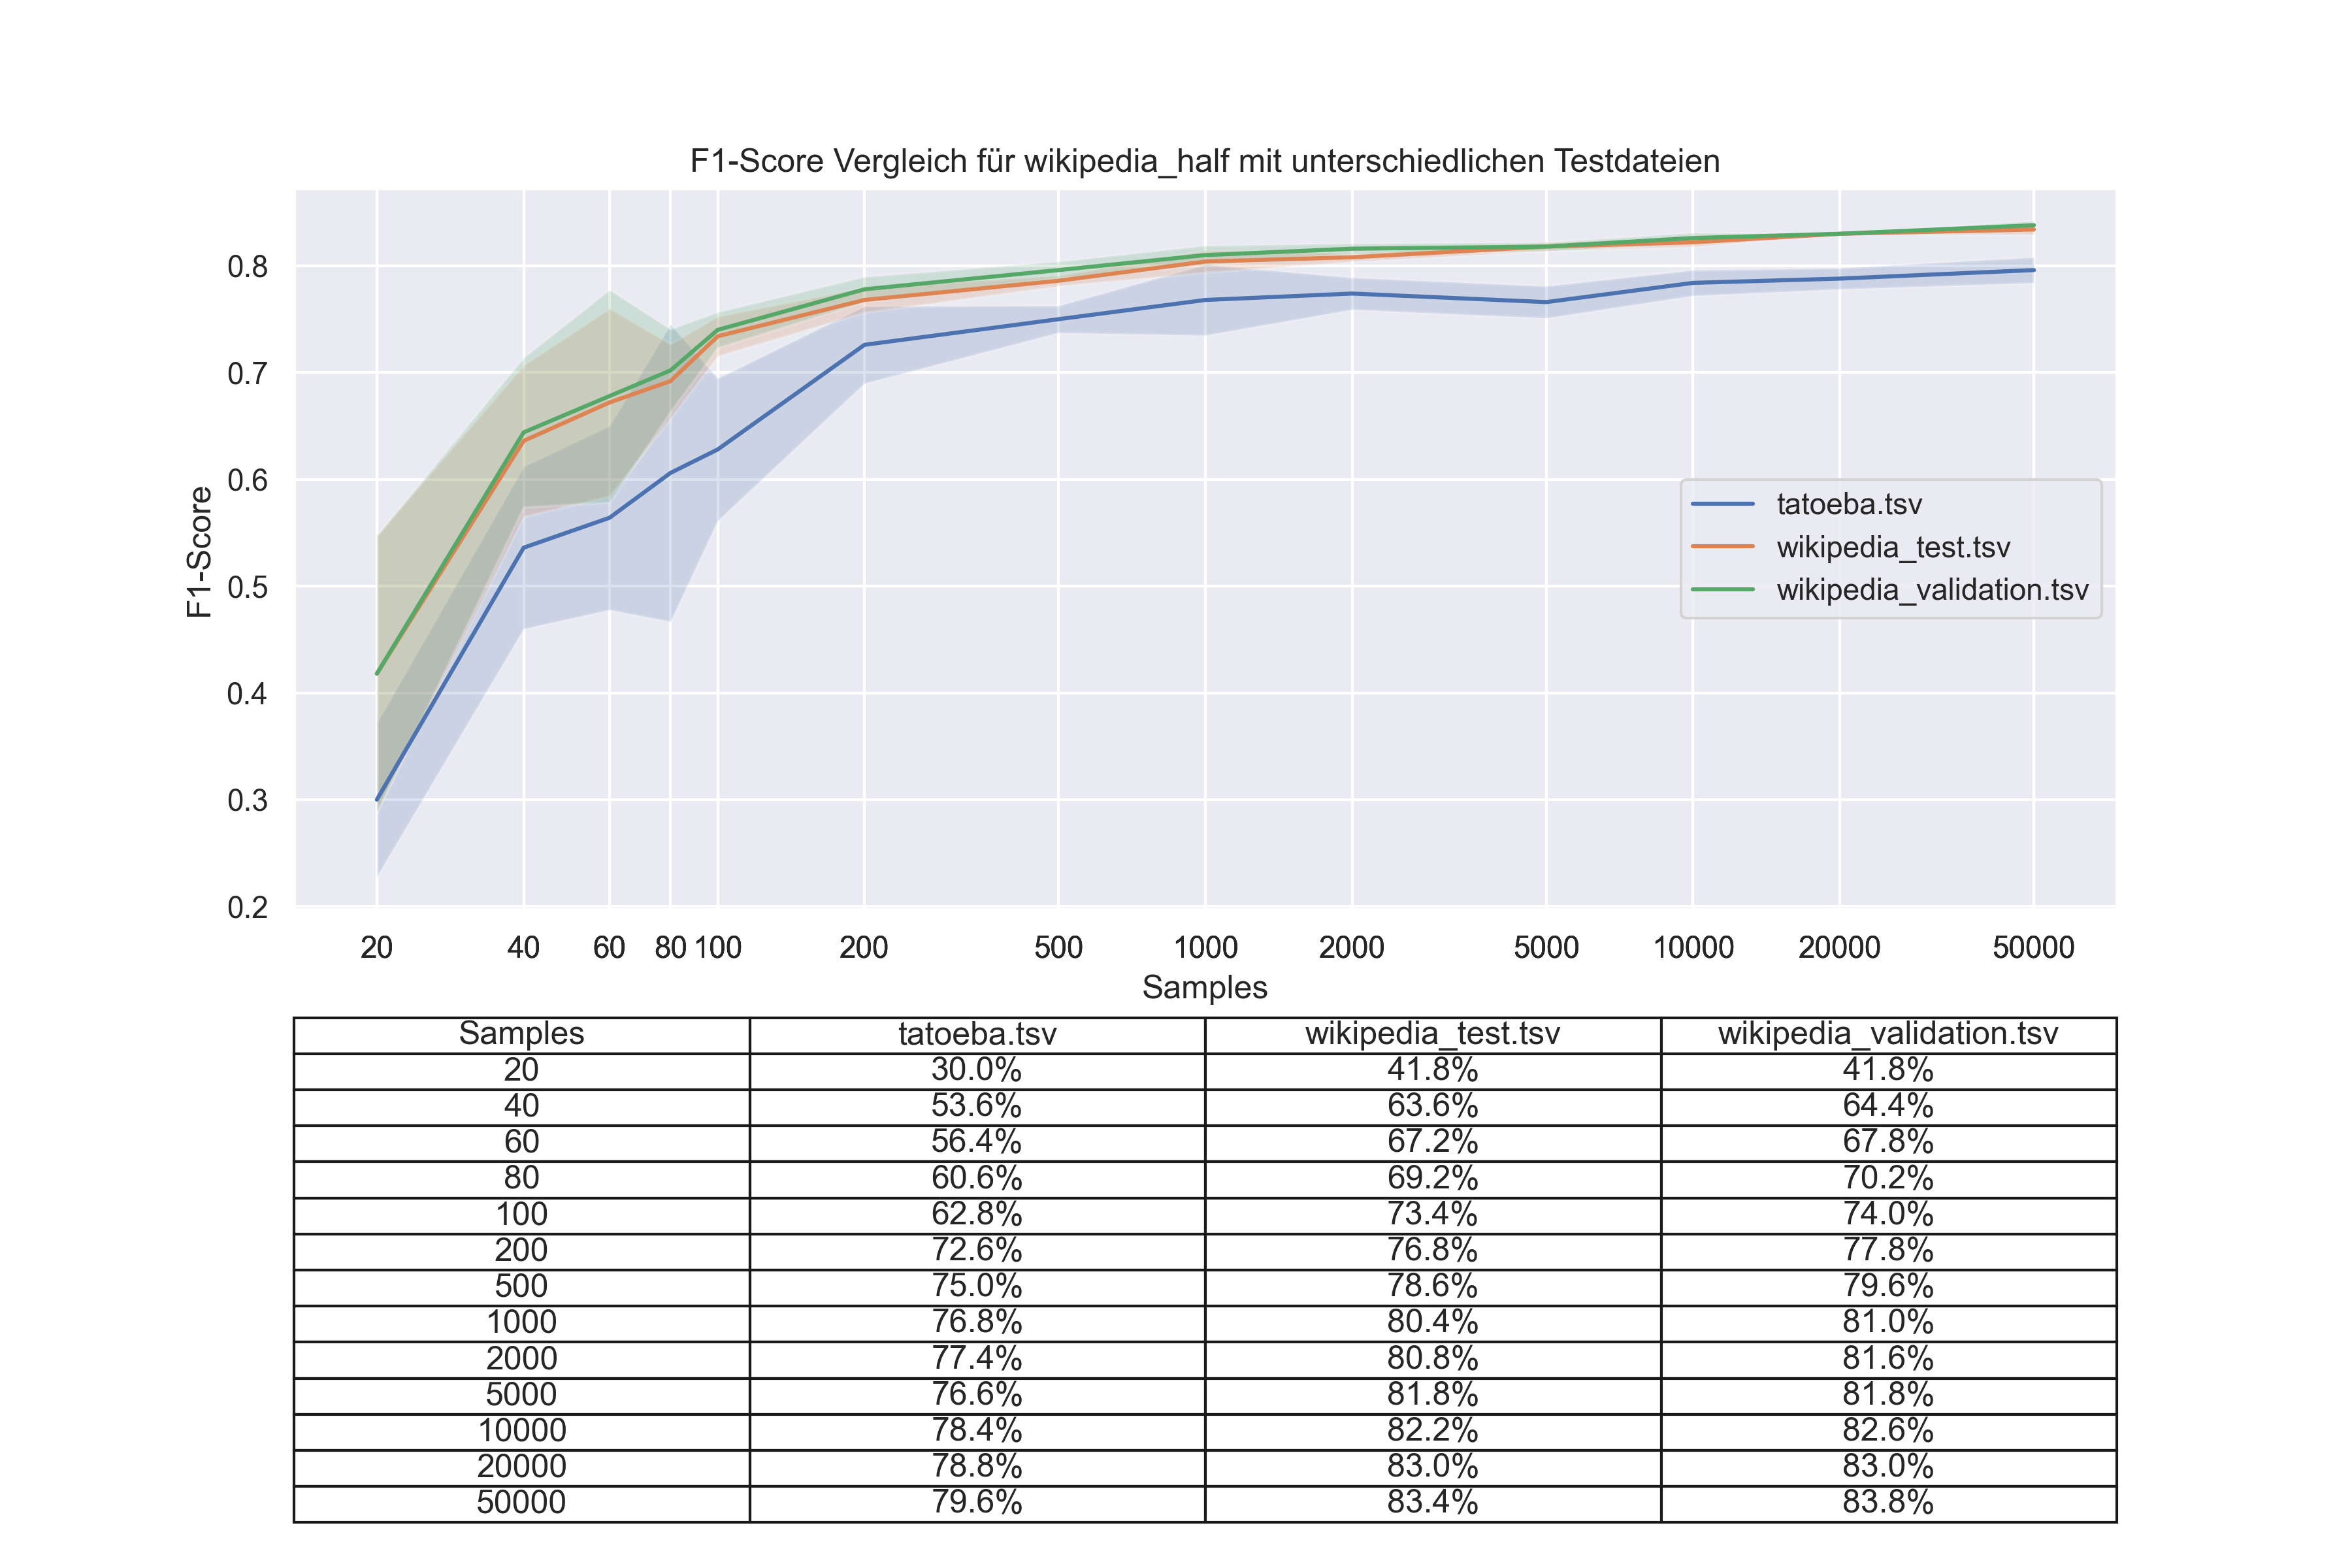 F1-Score Vergleich für wikipedia_half mit unterschiedlichen Testdateien
F1-Score
0.8
0.7
0.6
0.5
0.4
0.3
0.2
tatoeba.tsv
wikipedia_test.tsv
wikipedia_validation.tsv
20 40 60 80 100 200 500 1000 2000 5000 10000 20000 50000
Samples
Samples tatoeba.tsv wikipedia_test.tsv wikipedia_validation.tsv
20 30.0% 41.8% 41.8%
40 53.6% 63.6% 64.4%
60 56.4% 67.2% 67.8%
80 60.6% 69.2% 70.2%
100 62.8% 73.4% 74.0%
200 72.6% 76.8% 77.8%
500 75.0% 78.6% 79.6%
1000 76.8% 80.4% 81.0%
2000 77.4% 80.8% 81.6%
5000 76.6% 81.8% 81.8%
10000 78.4% 82.2% 82.6%
20000 78.8% 83.0% 83.0%
50000 79.6% 83.4% 83.8%